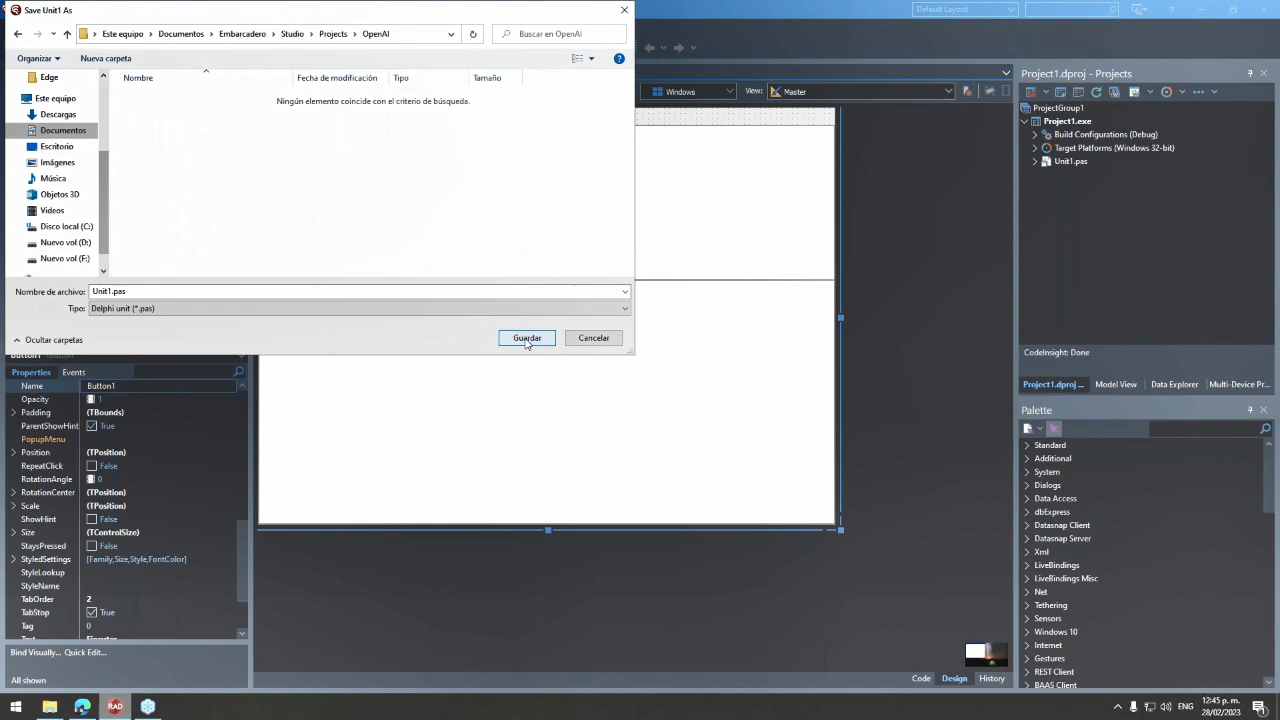 Save Unit1 As
Default Layout
Este equipo > Documentos > Embarcadero > Studio > Projects > OpenAI
Buscar en OpenAI
Organizar
Nueva carpeta
Nombre
Fecha de modificación
Tipo
Tamaño
Ningún elemento coincide con el criterio de búsqueda.
Edge
Este equipo
Descargas
Documentos
Escritorio
Imágenes
Música
Objetos 3D
Videos
Disco local (C:)
Nuevo vol (D:)
Nuevo vol (F:)
Nombre de archivo: Unit1.pas
Tipo: Delphi unit (*.pas)
Ocultar carpetas
Guardar
Cancelar
Windows
View:
Master
Project1.dproj - Projects
ProjectGroup1
Project1.exe
Build Configurations (Debug)
Target Platforms (Windows 32-bit)
Unit1.pas
CodeInsight: Done
Project1.dproj ...
Model View
Data Explorer
Multi-Device Pr...
Properties
Events
Name Button1
Opacity 1
Padding (TBounds)
ParentShowHint True
PopupMenu
Position (TPosition)
RepeatClick False
RotationAngle 0
RotationCenter (TPosition)
Scale (TPosition)
ShowHint False
Size (TControlSize)
StaysPressed False
StyledSettings [Family,Size,Style,FontColor]
StyleLookup
StyleName
TabOrder 2
TabStop True
Tag 0
Bind Visually... Quick Edit...
All shown
Palette
Standard
Additional
System
Dialogs
Data Access
dbExpress
Datasnap Client
Datasnap Server
Xml
LiveBindings
LiveBindings Misc
Net
Tethering
Sensors
Windows 10
Internet
Gestures
REST Client
BAAS Client
Code
Design
History
RAD
ENG
12:45 p. m.
28/02/2023